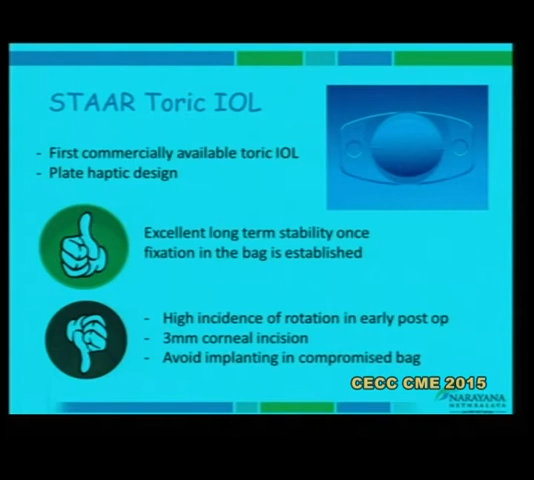 STAAR Toric IOL
- First commercially available toric IOL
- Plate haptic design
Excellent long term stability once
fixation in the bag is established
- High incidence of rotation in early post op
- 3mm corneal incision
- Avoid implanting in compromised bag
CECC CME 2015
NARAYANA
NETHRALAYA